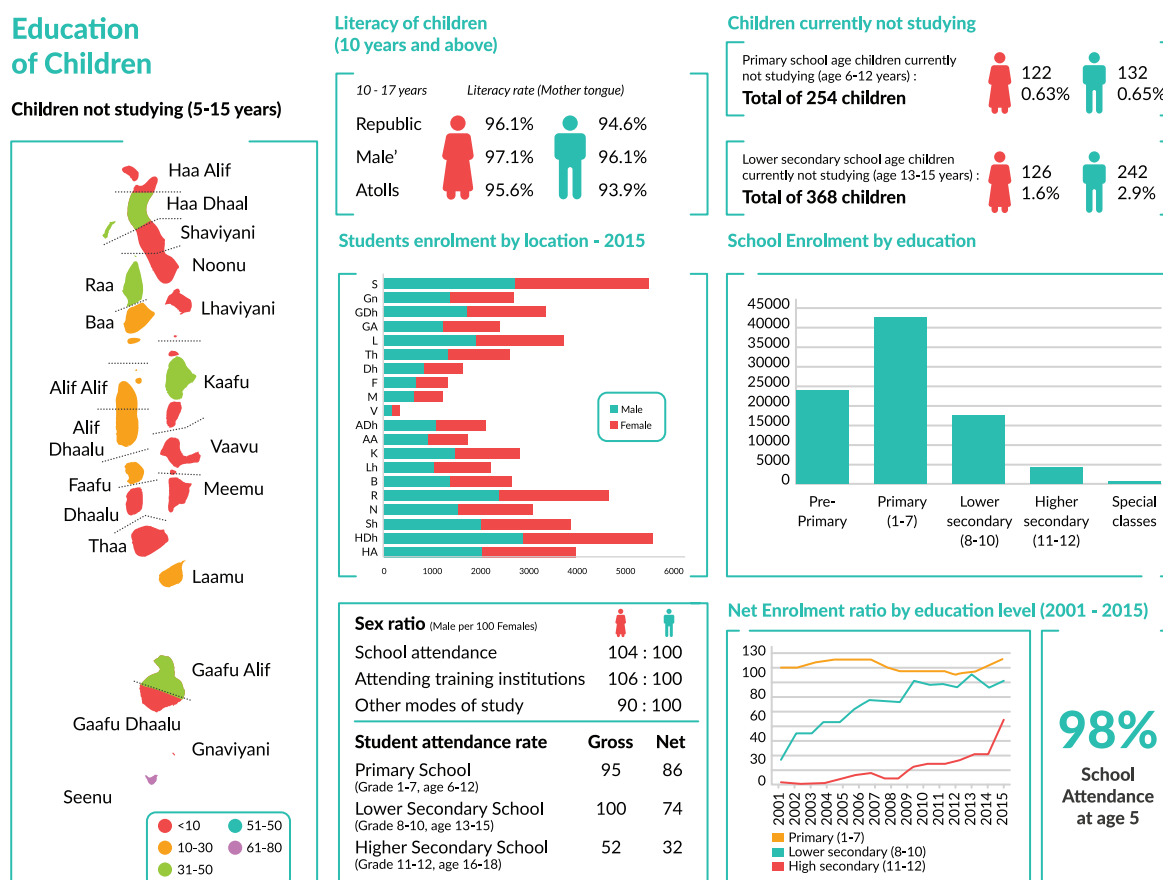 Education
of Children
Children not studying (5-15 years)
Haa Alif
Haa Dhaal
Shaviyani
Noonu
Raa
Lhaviyani
Baa
Alif Alif
Kaafu
Alif
Dhaalu
Vaavu
Faafu
Meemu
Dhaalu
Thaa
Laamu
Gaafu Alif
Gaafu Dhaalu
Gnaviyani
Seenu
<10
10-30
31-50
51-50
61-80
Literacy of children
(10 years and above)
10 - 17 years Literacy rate (Mother tongue)
Republic 96.1% 94.6%
Male' 97.1% 96.1%
Atolls 95.6% 93.9%
Students enrolment by location - 2015
S
Gn
GDh
GA
L
Th
Dh
F
M
V
ADh
AA
K
Lh
B
R
N
Sh
HDh
HA
0 1000 2000 3000 4000 5000 6000
Male
Female
Sex ratio (Male per 100 Females)
School attendance 104 : 100
Attending training institutions 106 : 100
Other modes of study 90 : 100
Student attendance rate Gross Net
Primary School 95 86
(Grade 1-7, age 6-12)
Lower Secondary School 100 74
(Grade 8-10, age 13-15)
Higher Secondary School 52 32
(Grade 11-12, age 16-18)
Children currently not studying
Primary school age children currently
not studying (age 6-12 years) :
Total of 254 children
122 132
0.63% 0.65%
Lower secondary school age children
currently not studying (age 13-15 years) :
Total of 368 children
126 242
1.6% 2.9%
School Enrolment by education
45000
40000
35000
30000
25000
20000
15000
10000
5000
0
Pre-
Primary
Primary
(1-7)
Lower
secondary
(8-10)
Higher
secondary
(11-12)
Special
classes
Net Enrolment ratio by education level (2001 - 2015)
130
100
80
60
40
30
0
2001 2002 2003 2004 2005 2006 2007 2008 2009 2010 2011 2012 2013 2014 2015
Primary (1-7)
Lower secondary (8-10)
High secondary (11-12)
98%
School
Attendance
at age 5